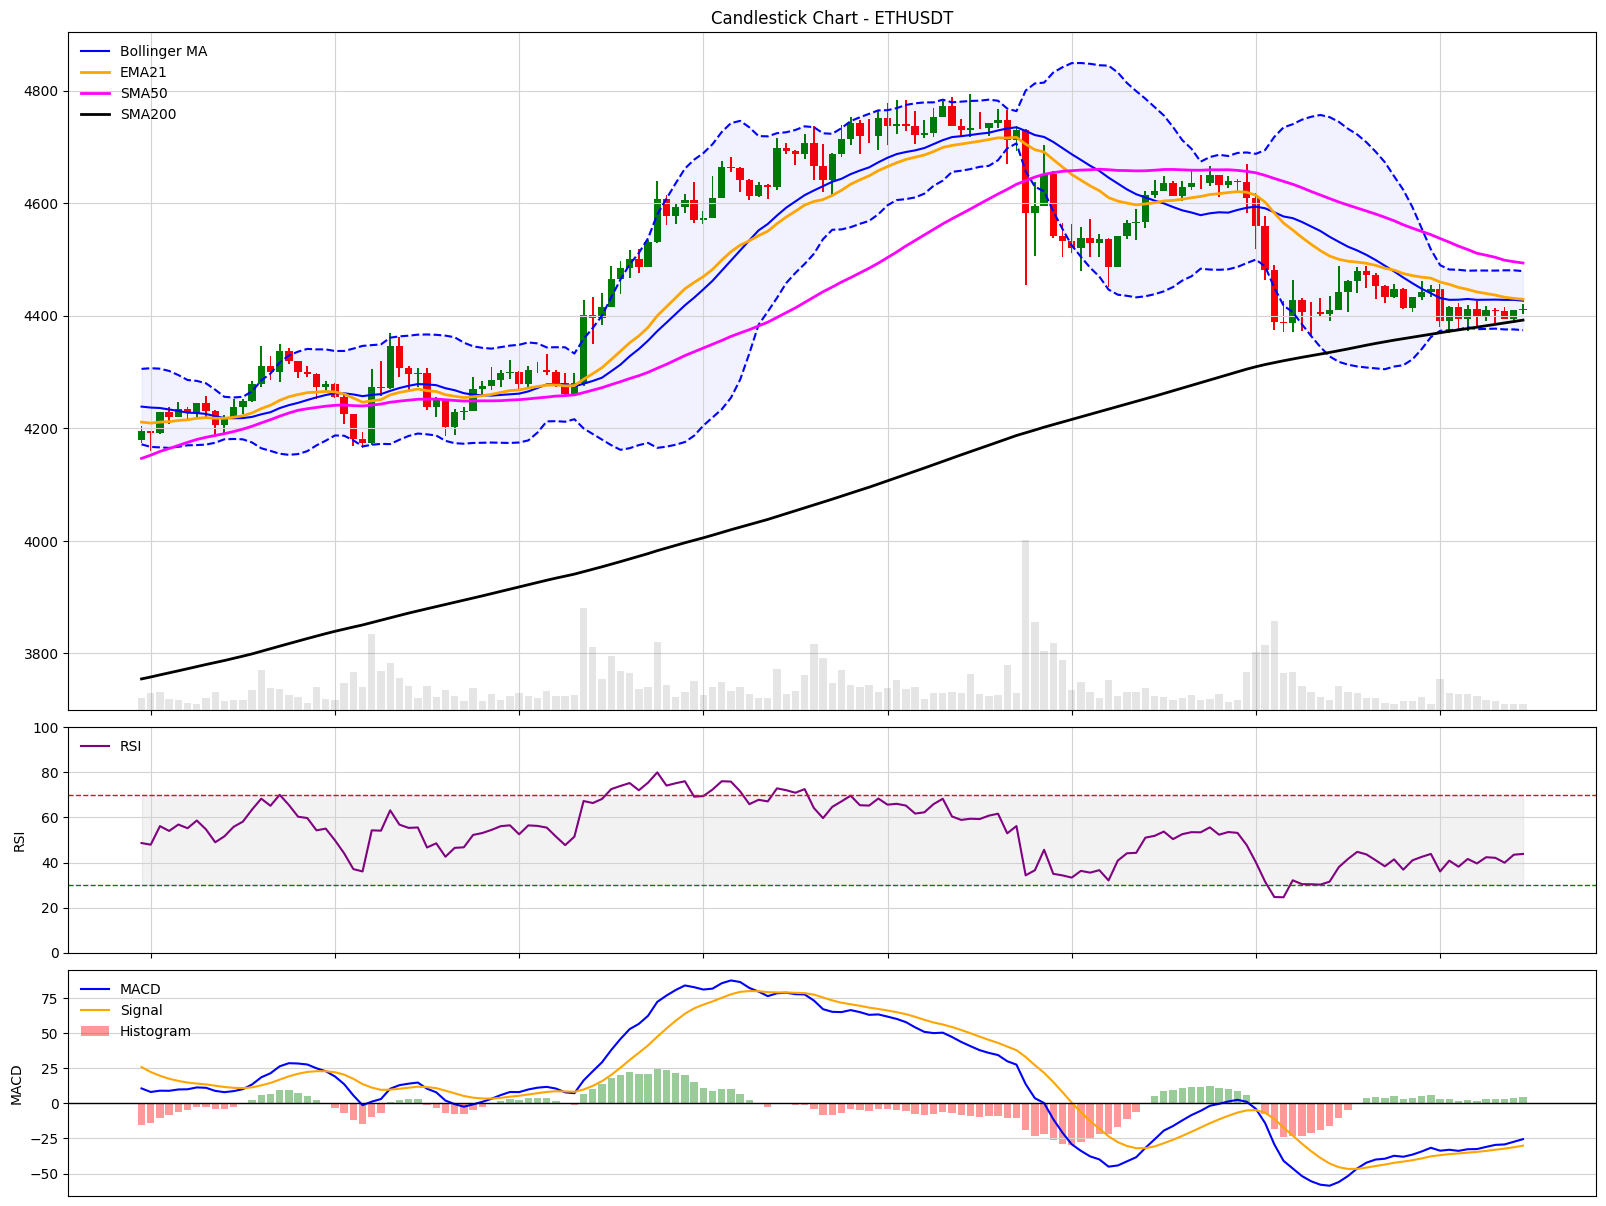 Candlestick Chart - ETHUSDT
Bollinger MA
EMA21
SMA50
SMA200
4800
4600
4400
4200
4000
3800
100
80
60
40
20
0
RSI
RSI
75
50
25
0
−25
−50
MACD
MACD
Signal
Histogram